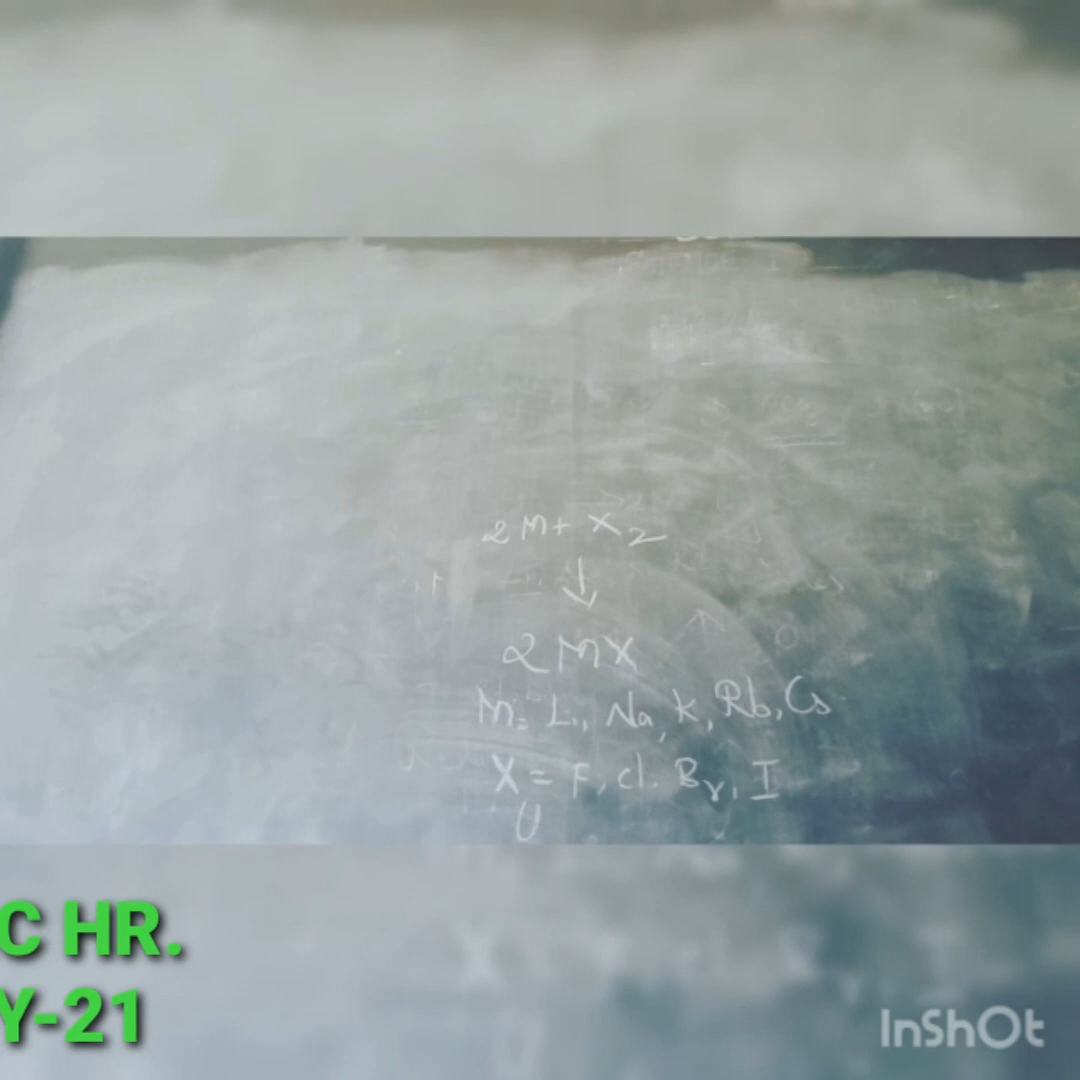 2M + X2
↓
2MX
M = Li, Na, K, Rb, Cs
X = F, Cl. Br, I
C HR.
Y-21
InShOt